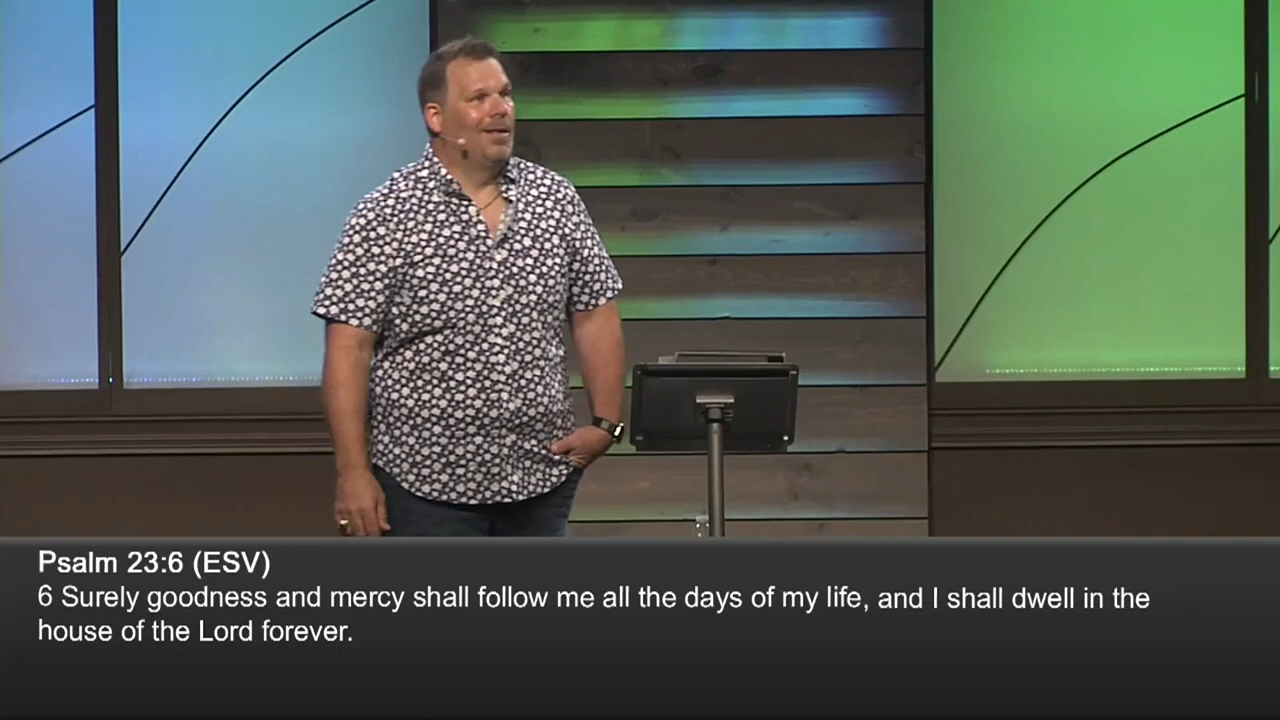 Psalm 23:6 (ESV)
6 Surely goodness and mercy shall follow me all the days of my life, and I shall dwell in the
house of the Lord forever.